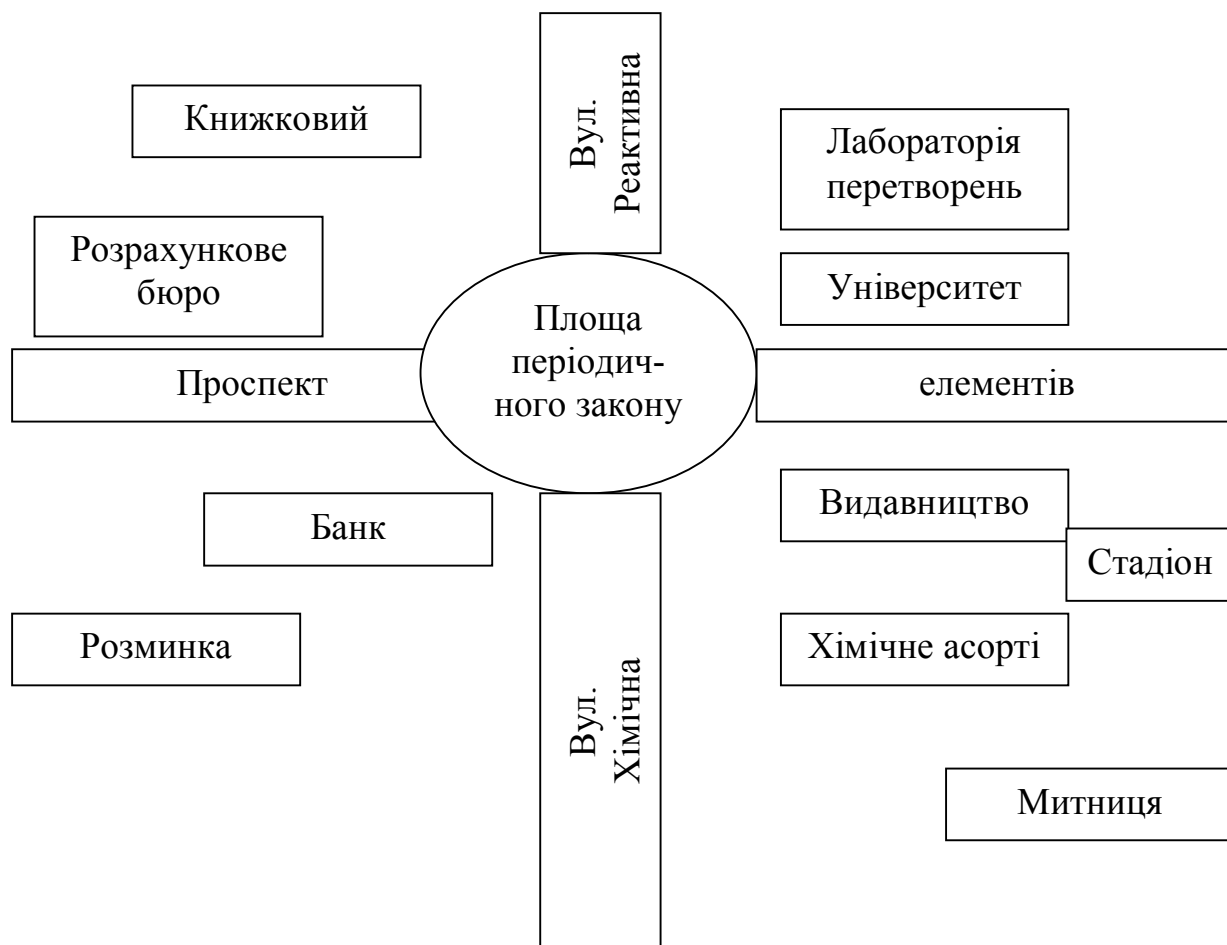 Книжковий
Вул.
Реактивна
Лабораторія
перетворень
Розрахункове
бюро
Університет
Площа
періодич-
ного закону
Проспект
елементів
Банк
Видавництво
Стадіон
Розминка
Хімічне асорті
Вул.
Хімічна
Митниця